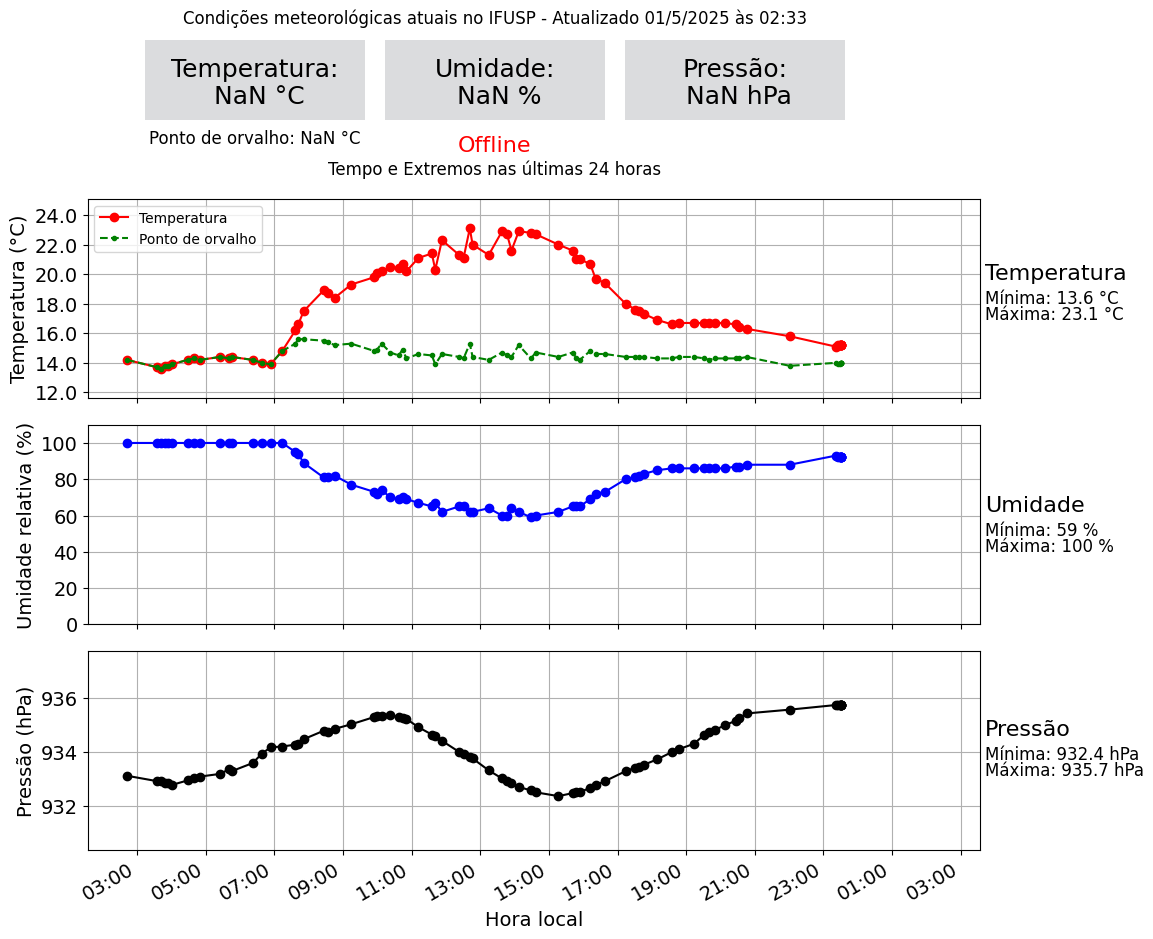 Condições meteorológicas atuais no IFUSP - Atualizado 01/5/2025 às 02:33
Temperatura:
NaN °C
Umidade:
NaN %
Pressão:
NaN hPa
Ponto de orvalho: NaN °C
Offline
Tempo e Extremos nas últimas 24 horas
Temperatura (°C)
24.0
22.0
20.0
18.0
16.0
14.0
12.0
Temperatura
Ponto de orvalho
Temperatura
Mínima: 13.6 °C
Máxima: 23.1 °C
Umidade relativa (%)
100
80
60
40
20
0
Umidade
Mínima: 59 %
Máxima: 100 %
Pressão (hPa)
936
934
932
Pressão
Mínima: 932.4 hPa
Máxima: 935.7 hPa
03:00
05:00
07:00
09:00
11:00
13:00
15:00
17:00
19:00
21:00
23:00
01:00
03:00
Hora local